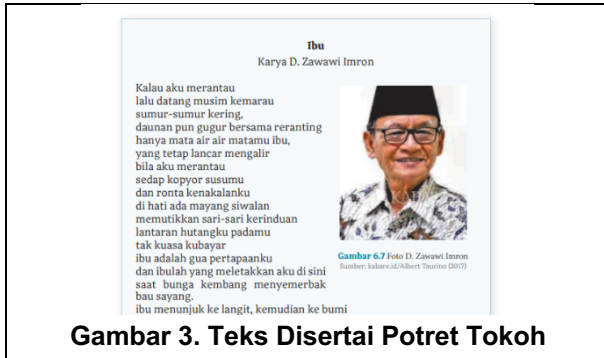 Ibu
Karya D. Zawawi Imron
Kalau aku merantau
lalu datang musim kemarau
sumur-sumur kering,
daunan pun gugur bersama reranting
hanya mata air air matamu ibu,
yang tetap lancar mengalir
bila aku merantau
sedap kopyor susumu
dan ronta kenakalanku
di hati ada mayang siwalan
memutikkan sari-sari kerinduan
lantaran hutangku padamu
tak kuasa kubayar
ibu adalah gua pertapaanku
dan ibulah yang meletakkan aku di sini
saat bunga kembang menyemerbak
bau sayang.
ibu menunjuk ke langit, kemudian ke bumi
Gambar 6.7 Foto D. Zawawi Imron
Sumber: kabare.id/Albert Taurino (2017)
Gambar 3. Teks Disertai Potret Tokoh